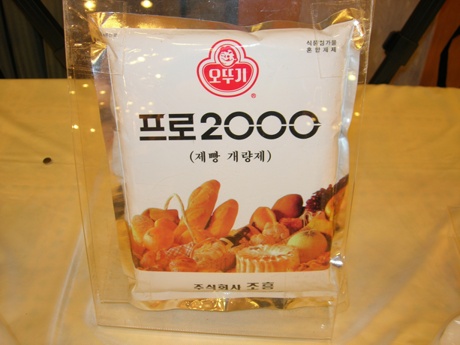 식품첨가물
혼합제제
오뚜기
®
프로2000
(제빵 개량제)
주식회사 조흥